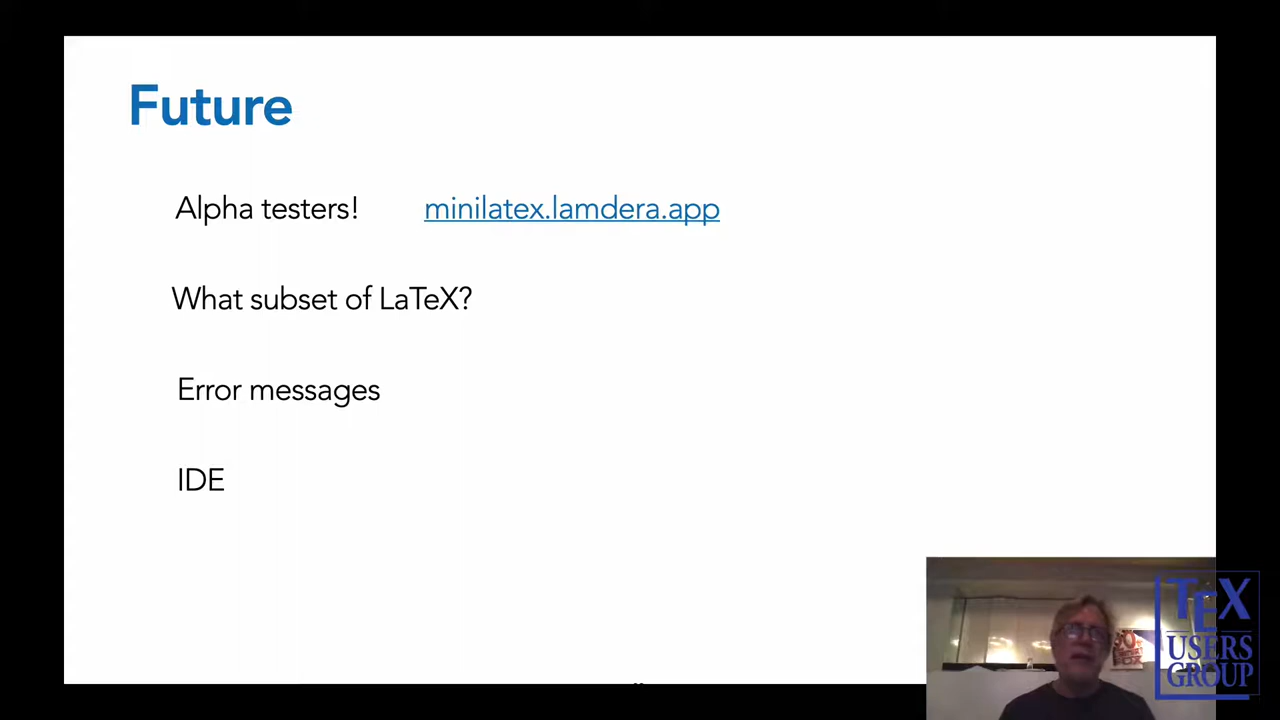 Future
Alpha testers! minilatex.lamdera.app
What subset of LaTeX?
Error messages
IDE
TEX
USERS
GROUP